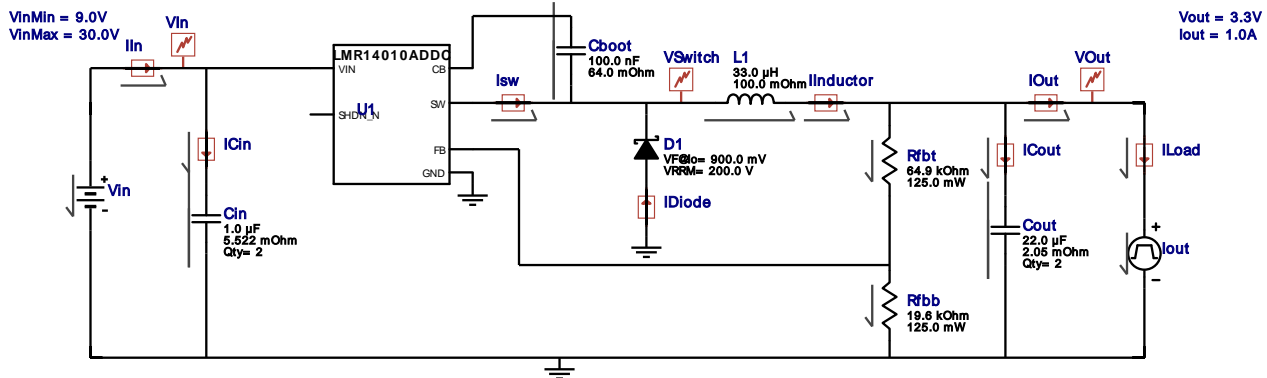 VinMin = 9.0V
VinMax = 30.0V
Vout = 3.3V
Iout = 1.0A
IIn
VIn
LMR14010ADDC
VIN
CB
SW
SHDN_N
U1
FB
GND
Cboot
100.0 nF
64.0 mOhm
Isw
VSwitch
L1
33.0 µH
100.0 mOhm
IInductor
IOut
VOut
ICin
Vin
+
-
Cin
1.0 µF
5.522 mOhm
Qty= 2
D1
VF@Io= 900.0 mV
VRRM= 200.0 V
IDiode
Rfbt
64.9 kOhm
125.0 mW
Rfbb
19.6 kOhm
125.0 mW
ICout
Cout
22.0 µF
2.05 mOhm
Qty= 2
ILoad
+
Iout
-